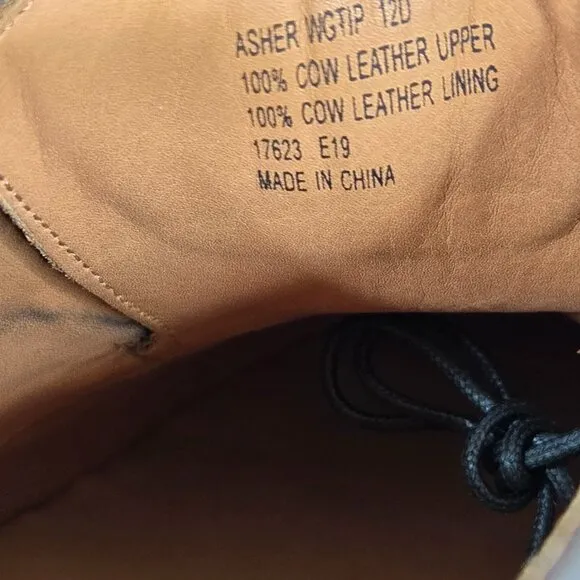 ASHER WGTIP 12D
100% COW LEATHER UPPER
100% COW LEATHER LINING
17623 E19
MADE IN CHINA